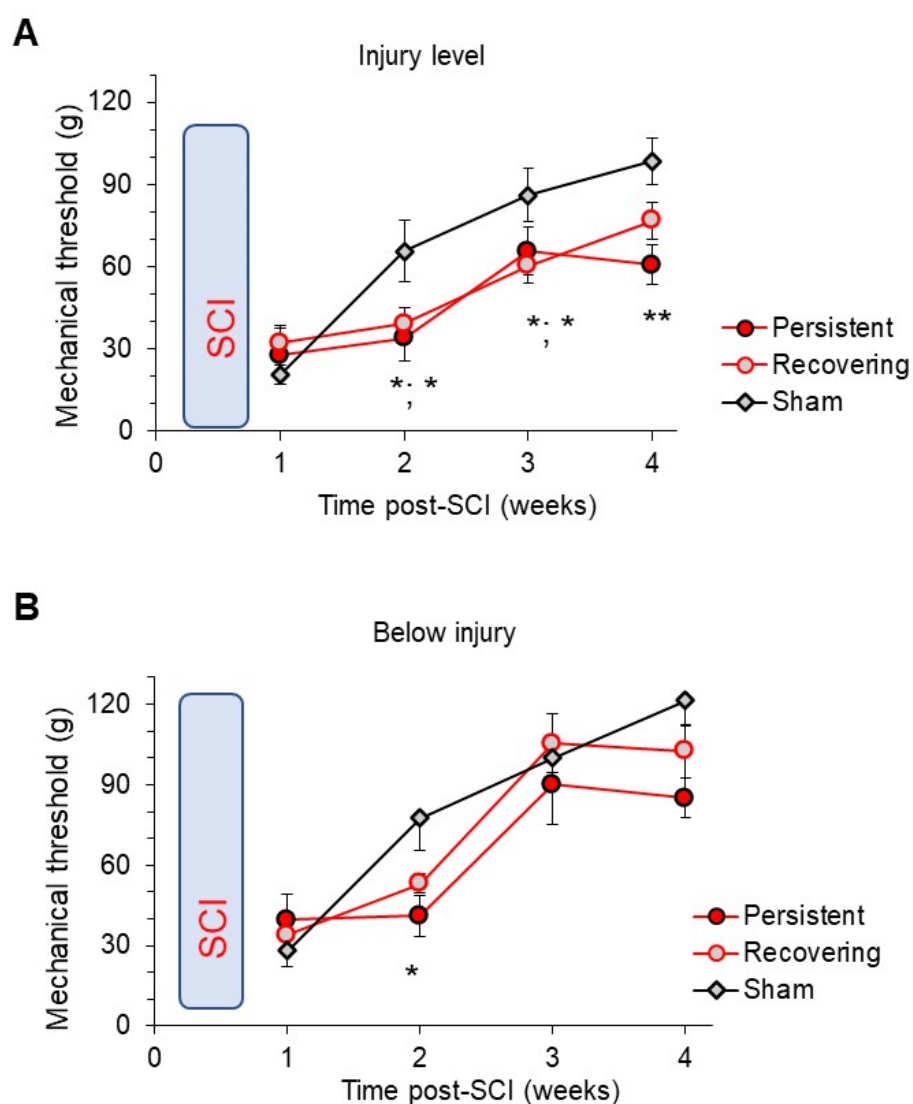 A
Injury level
Mechanical threshold (g)
120
90
60
30
0
SCI
*; *
*; *
**
Persistent
Recovering
Sham
0 1 2 3 4
Time post-SCI (weeks)
B
Below injury
Mechanical threshold (g)
120
90
60
30
0
SCI
*
Persistent
Recovering
Sham
0 1 2 3 4
Time post-SCI (weeks)